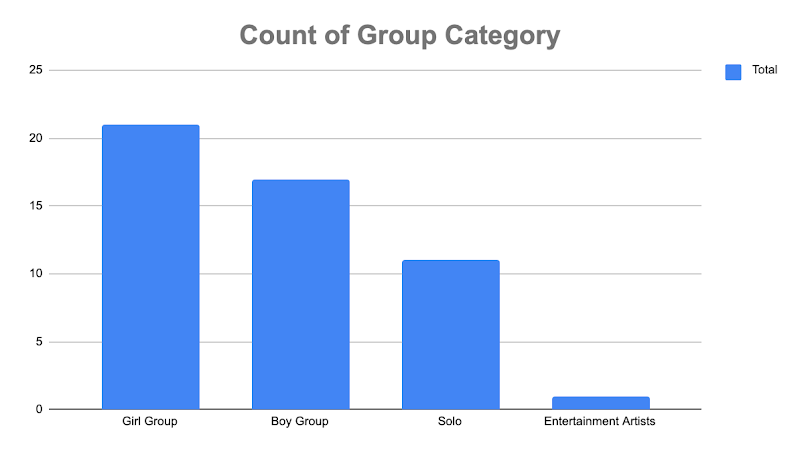 Count of Group Category
Total
25
20
15
10
5
0
Girl Group
Boy Group
Solo
Entertainment Artists